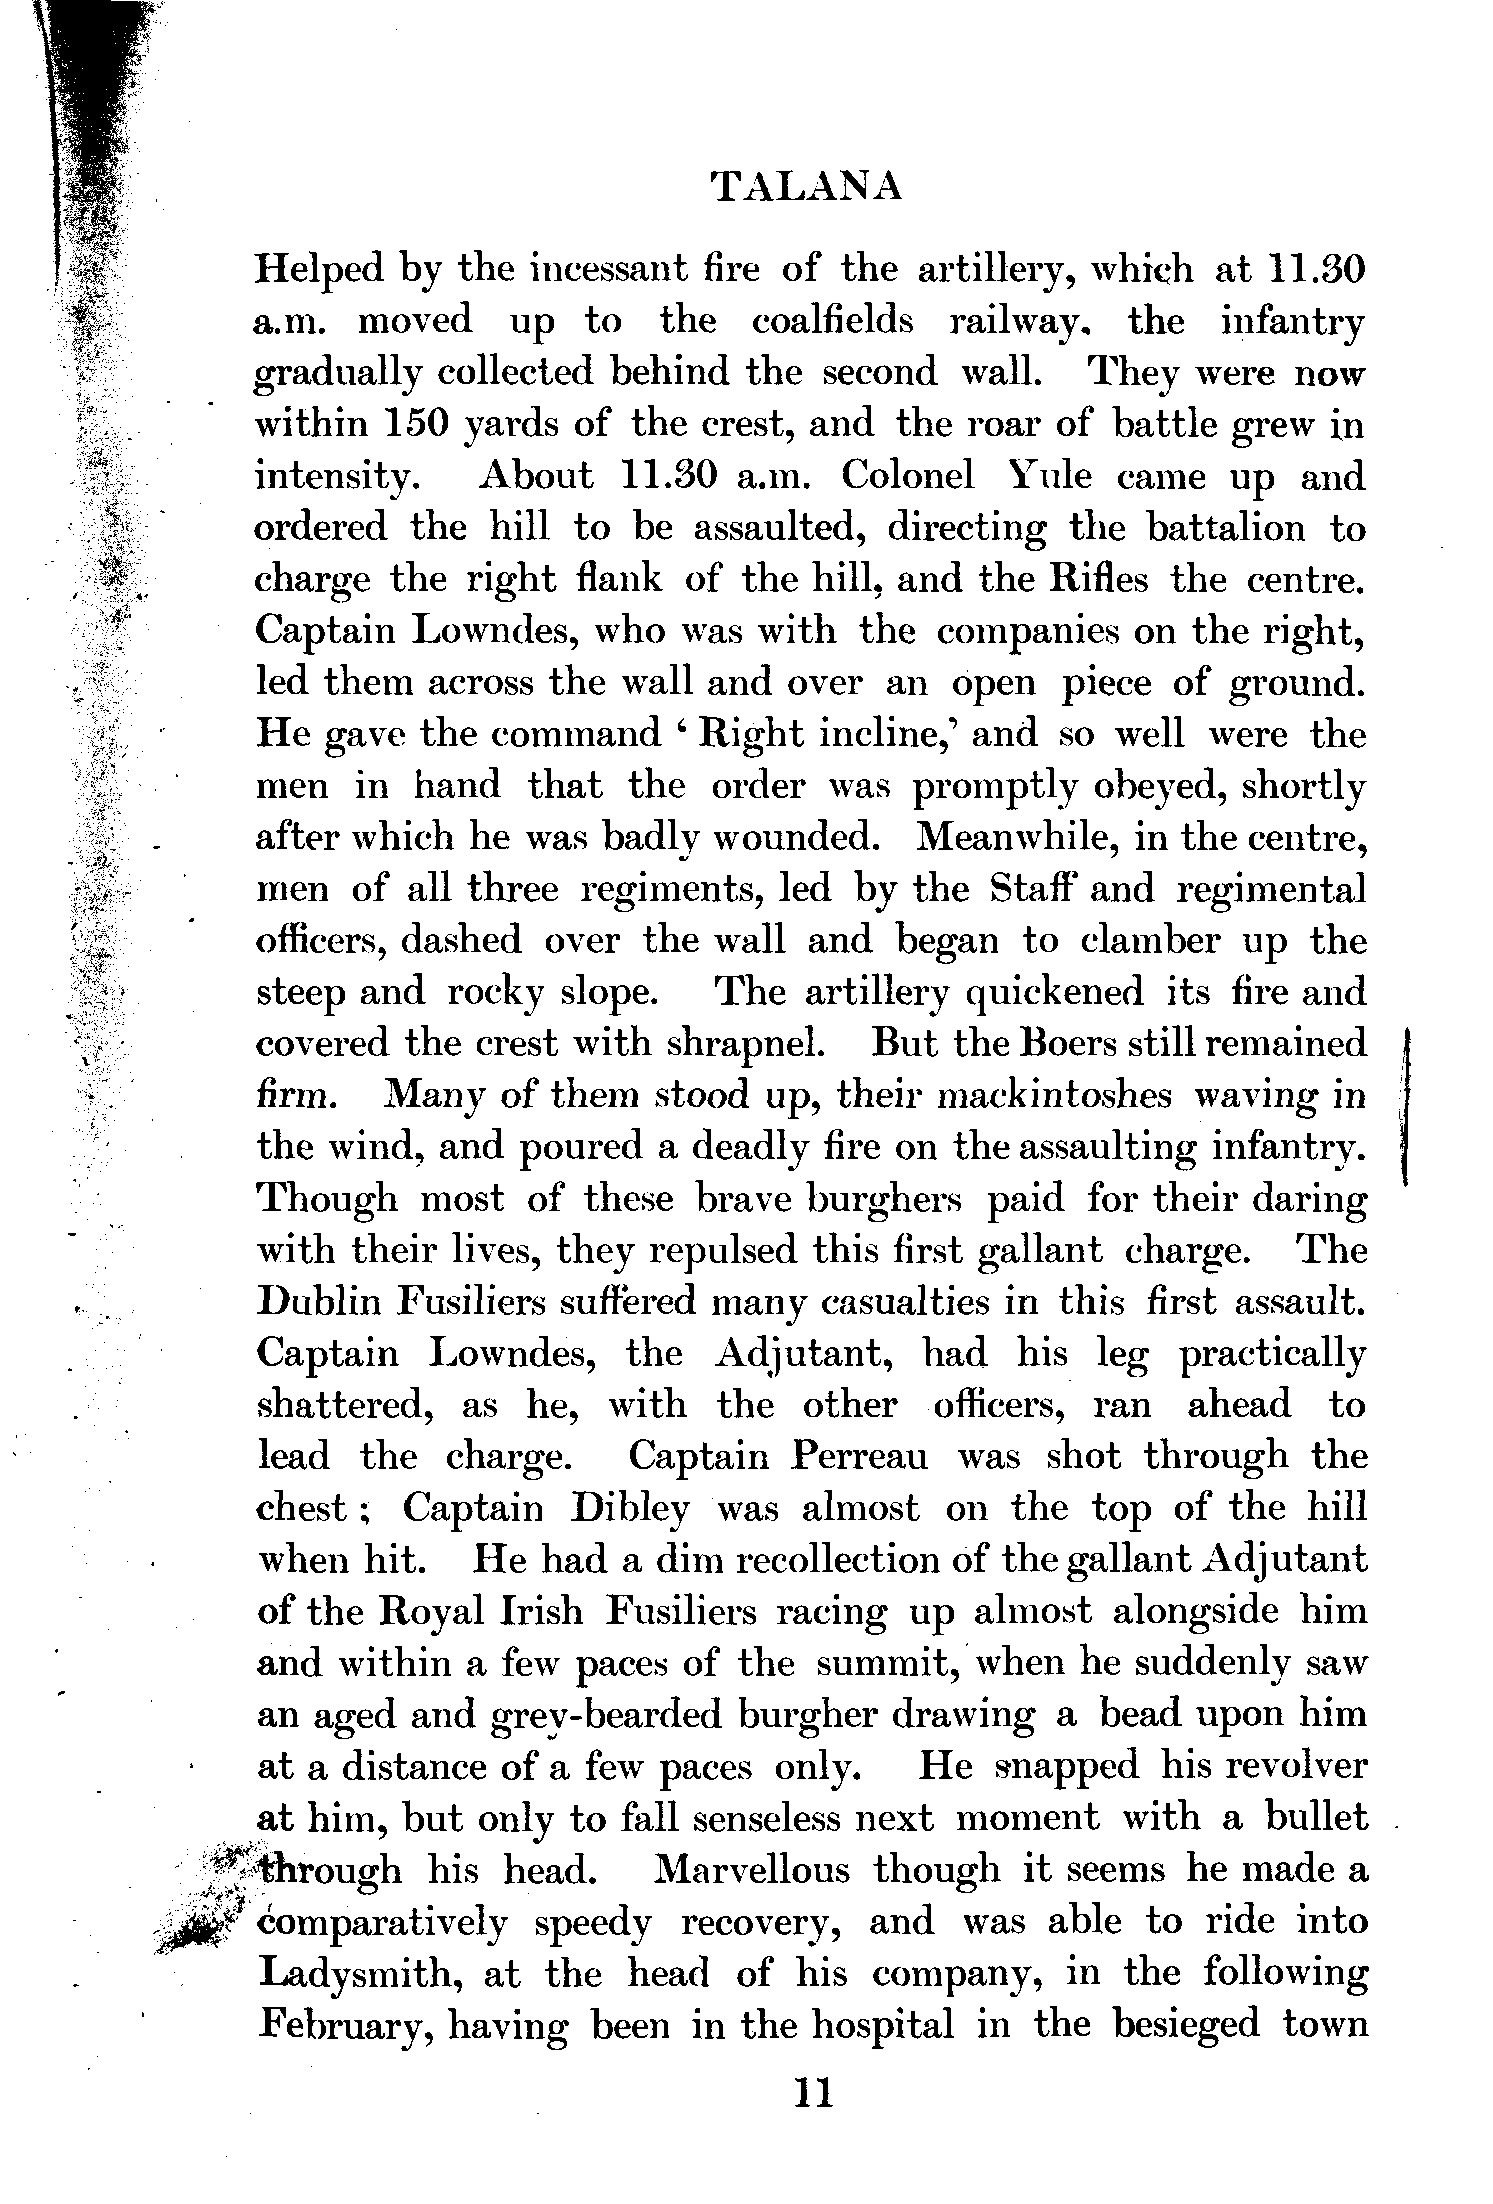 TALANA
Helped by the incessant fire of the artillery, which at 11.30
a.m. moved up to the coalfields railway, the infantry
gradually collected behind the second wall. They were now
within 150 yards of the crest, and the roar of battle grew in
intensity. About 11.30 a.m. Colonel Yule came up and
ordered the hill to be assaulted, directing the battalion to
charge the right flank of the hill, and the Rifles the centre.
Captain Lowndes, who was with the companies on the right,
led them across the wall and over an open piece of ground.
He gave the command ‘ Right incline,’ and so well were the
men in hand that the order was promptly obeyed, shortly
after which he was badly wounded. Meanwhile, in the centre,
men of all three regiments, led by the Staff and regimental
officers, dashed over the wall and began to clamber up the
steep and rocky slope. The artillery quickened its fire and
covered the crest with shrapnel. But the Boers still remained
firm. Many of them stood up, their mackintoshes waving in
the wind, and poured a deadly fire on the assaulting infantry.
Though most of these brave burghers paid for their daring
with their lives, they repulsed this first gallant charge. The
Dublin Fusiliers suffered many casualties in this first assault.
Captain Lowndes, the Adjutant, had his leg practically
shattered, as he, with the other officers, ran ahead to
lead the charge. Captain Perreau was shot through the
chest ; Captain Dibley was almost on the top of the hill
when hit. He had a dim recollection of the gallant Adjutant
of the Royal Irish Fusiliers racing up almost alongside him
and within a few paces of the summit, when he suddenly saw
an aged and grey-bearded burgher drawing a bead upon him
at a distance of a few paces only. He snapped his revolver
at him, but only to fall senseless next moment with a bullet
through his head. Marvellous though it seems he made a
comparatively speedy recovery, and was able to ride into
Ladysmith, at the head of his company, in the following
February, having been in the hospital in the besieged town
11